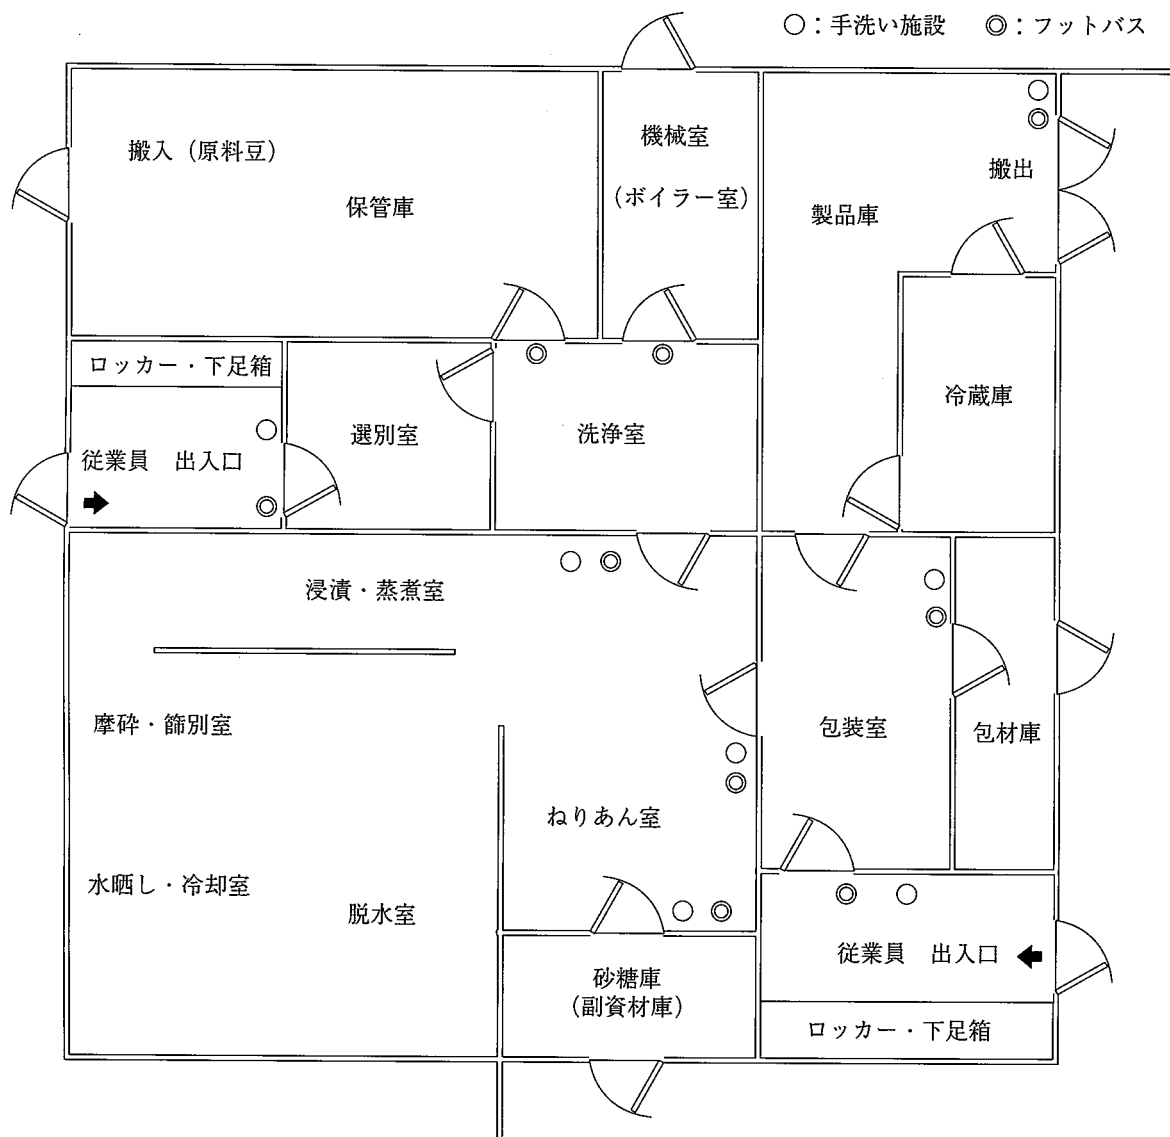 ○：手洗い施設　◎：フットバス
搬入（原料豆）
保管庫
機械室
（ボイラー室）
製品庫
搬出
冷蔵庫
ロッカー・下足箱
従業員　出入口
選別室
洗浄室
浸漬・蒸煮室
摩砕・篩別室
水晒し・冷却室
脱水室
ねりあん室
砂糖庫
（副資材庫）
包装室
包材庫
従業員　出入口
ロッカー・下足箱